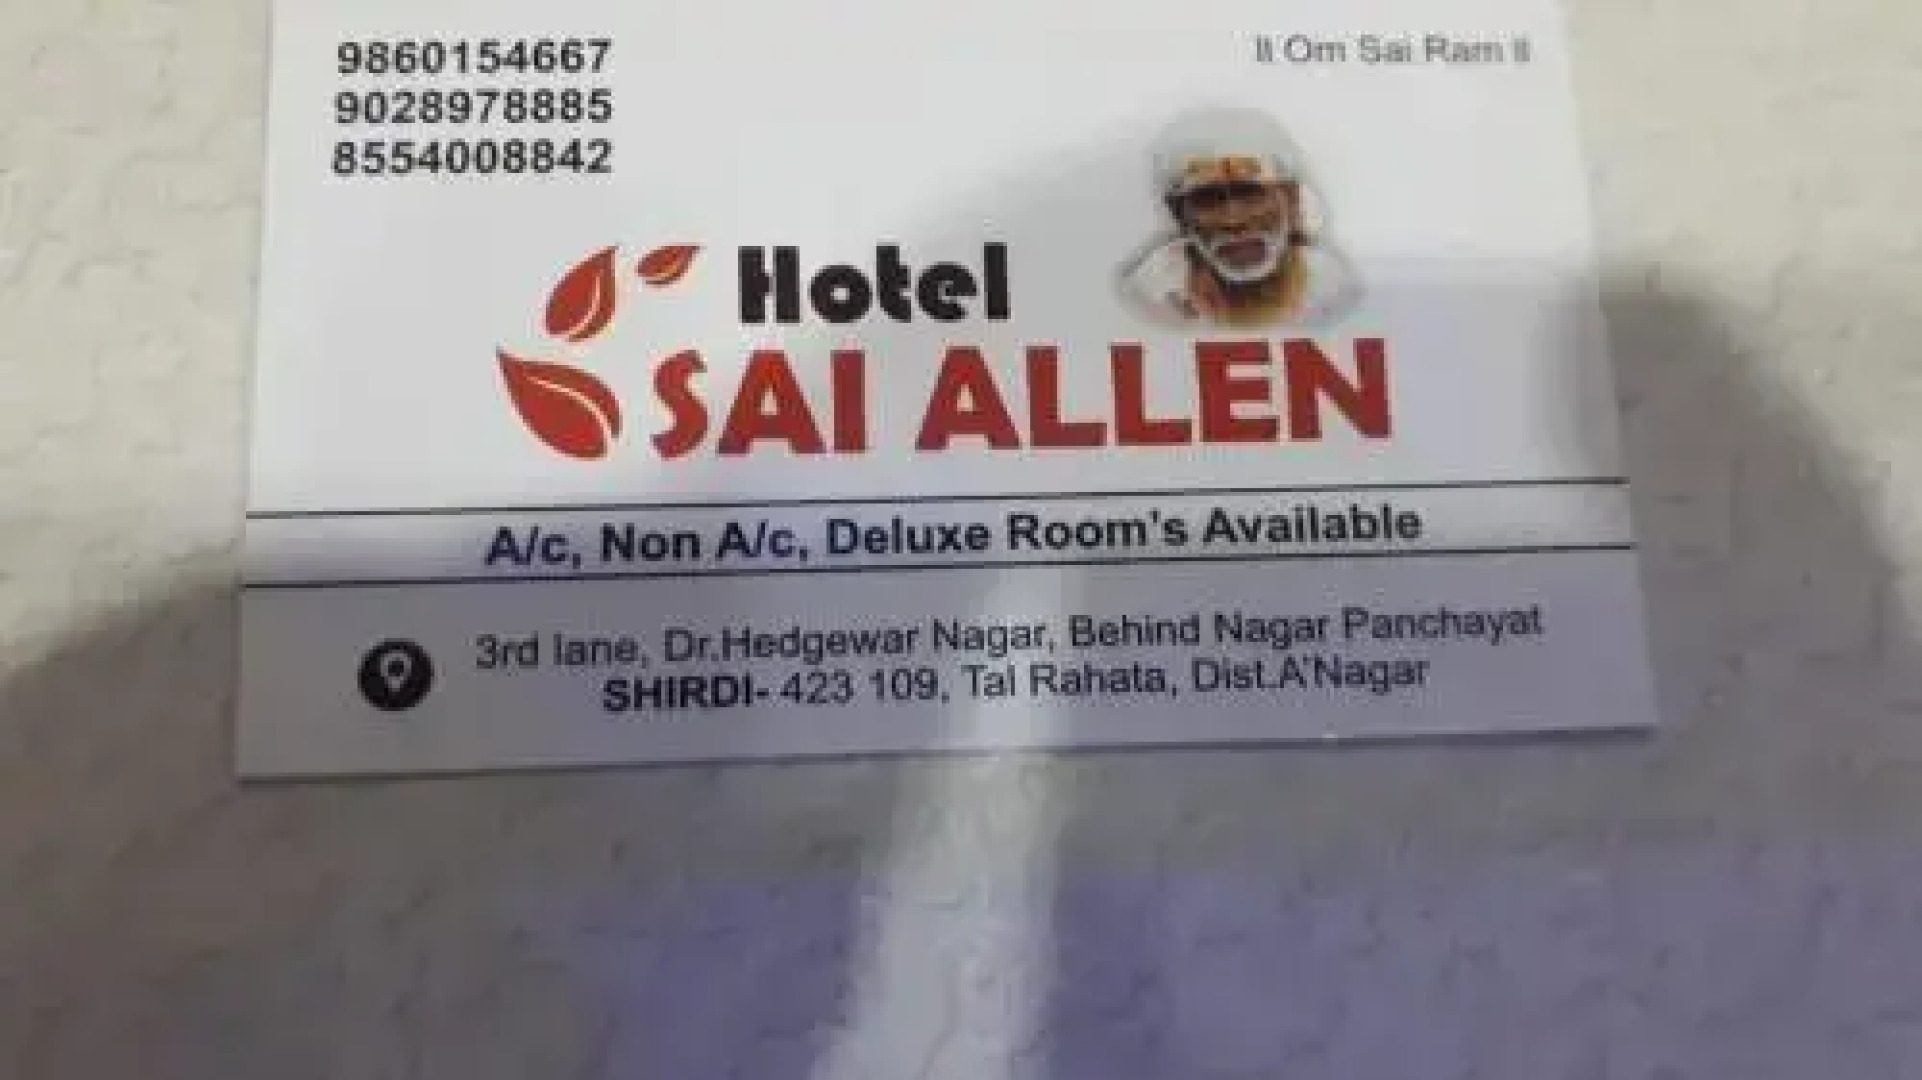 9860154667
9028978885
8554008842
|| Om Sai Ram ||
Hotel
SAI ALLEN
A/c, Non A/c, Deluxe Room's Available
3rd lane, Dr.Hedgewar Nagar, Behind Nagar Panchayat
SHIRDI- 423 109, Tal Rahata, Dist.A'Nagar